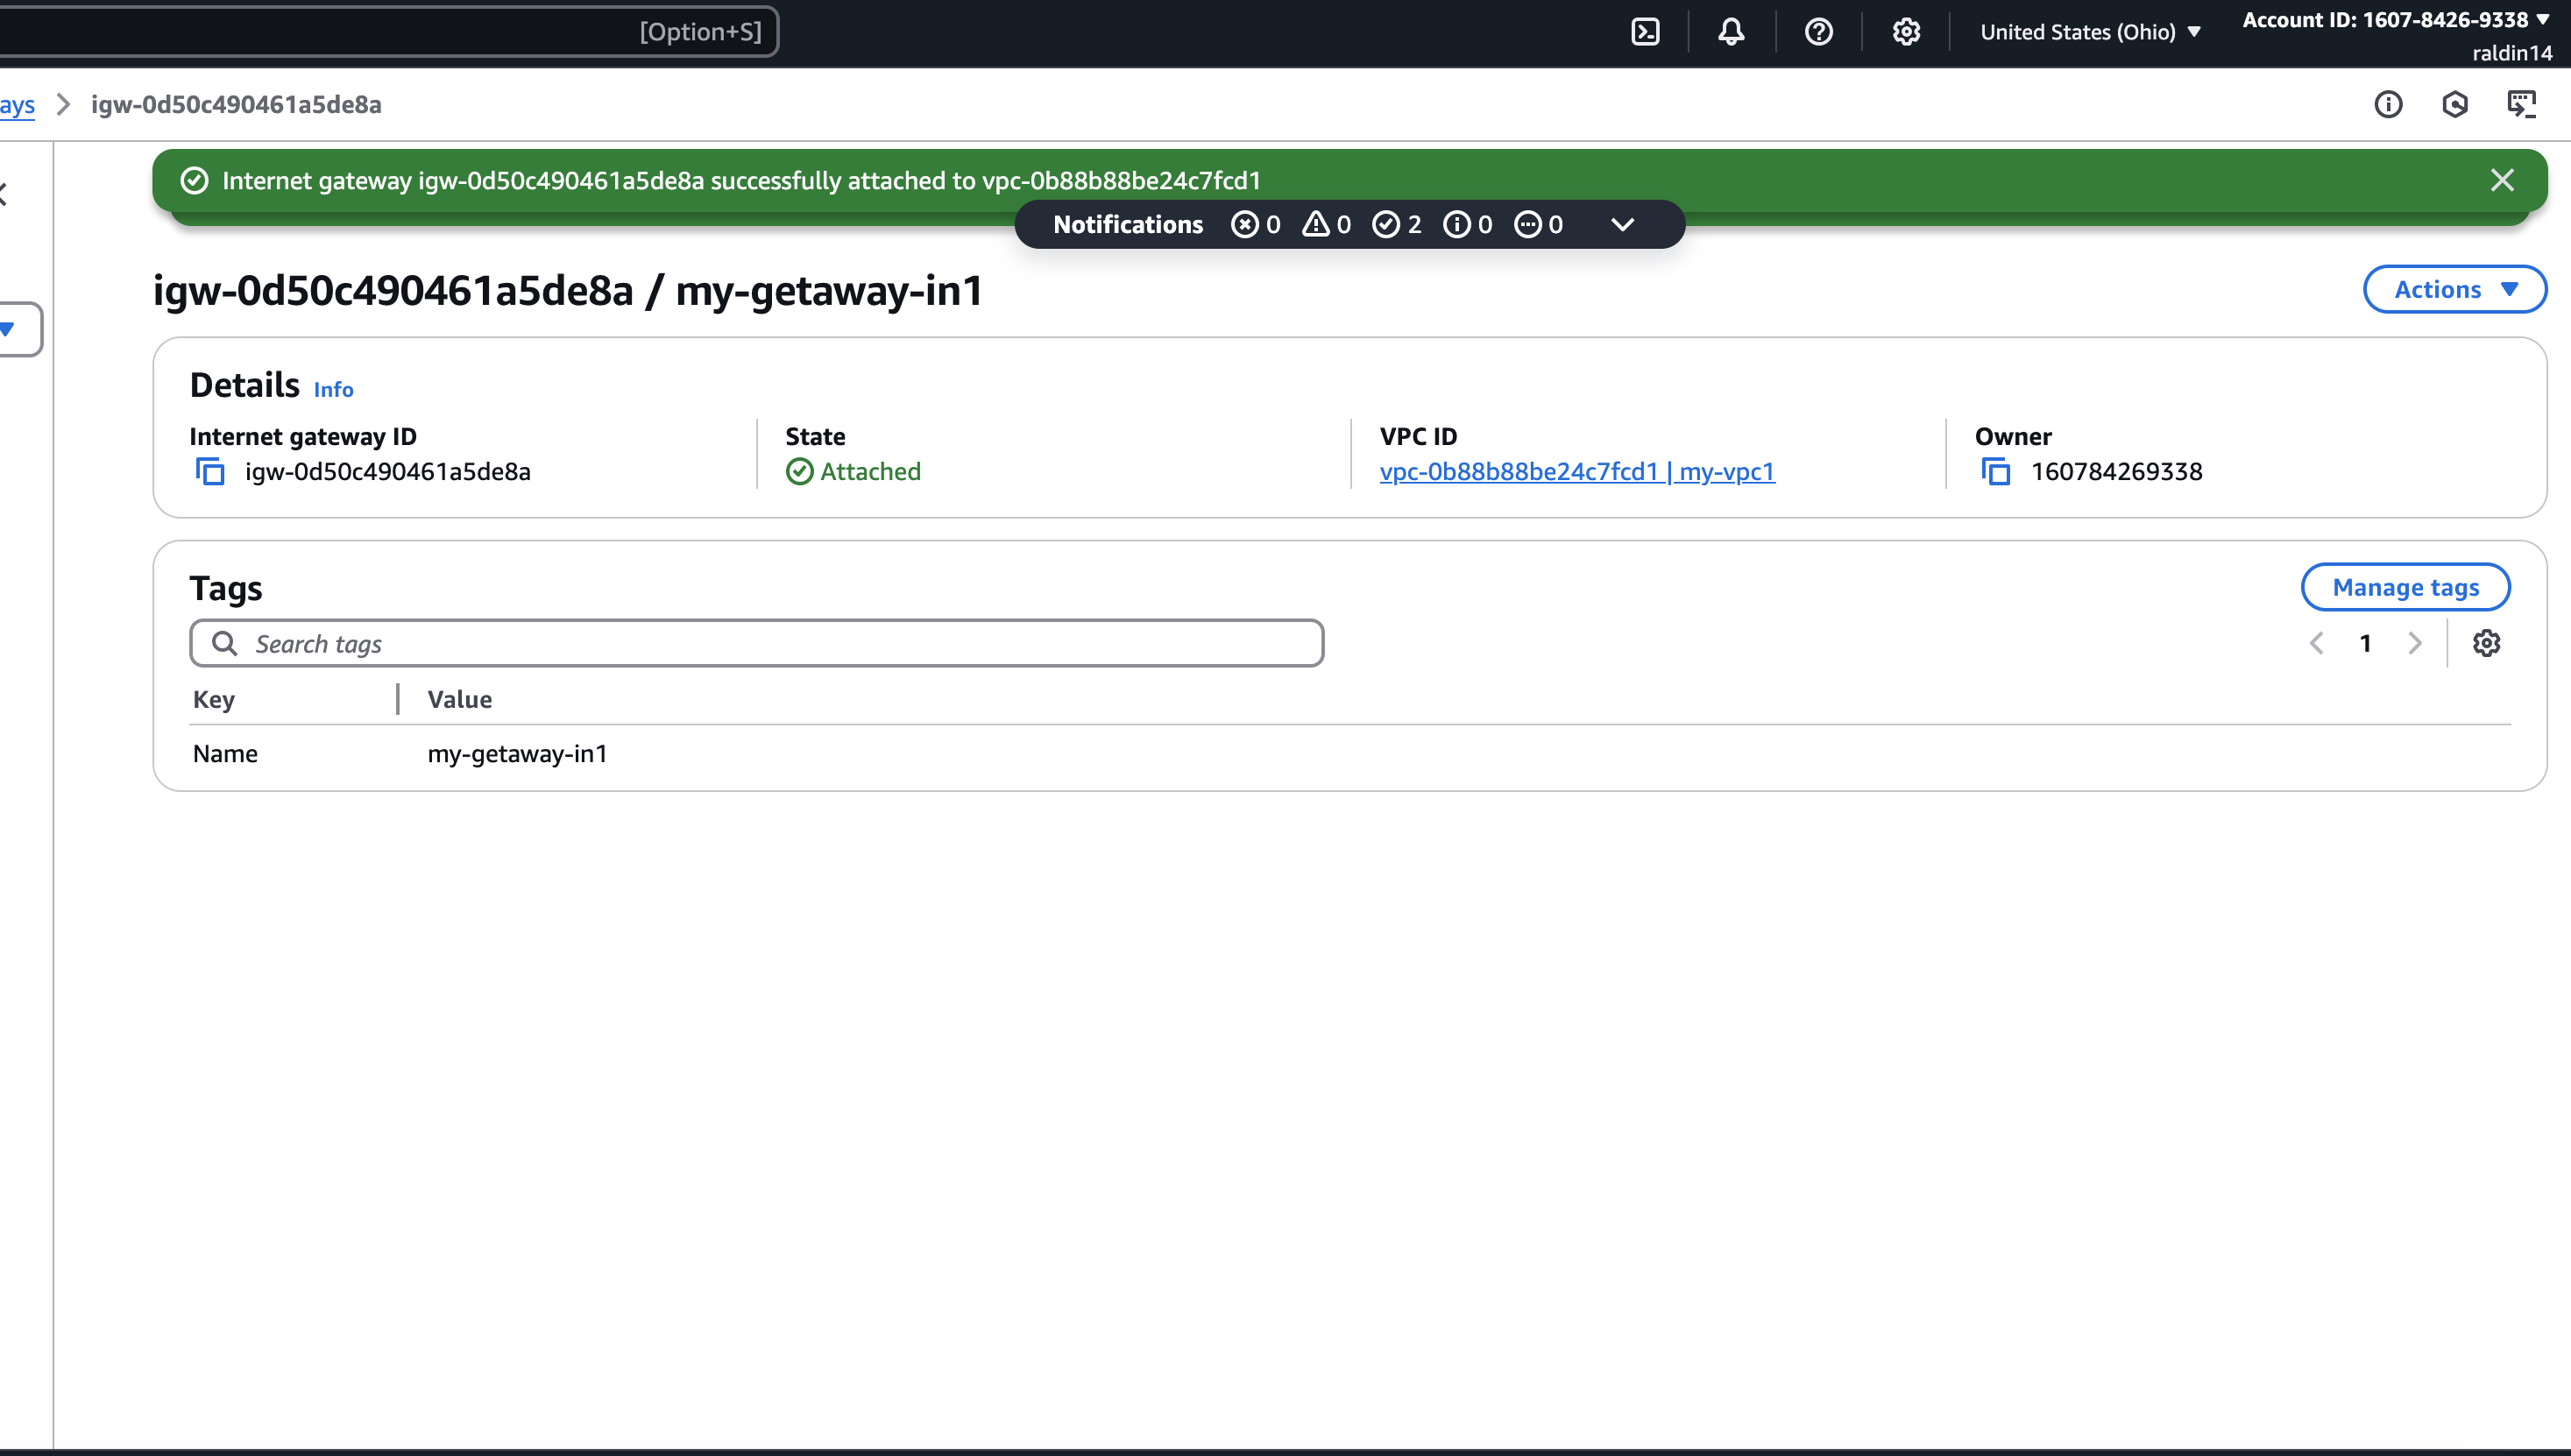 [Option+S]
United States (Ohio)
Account ID: 1607-8426-9338
raldin14
ays
igw-0d50c490461a5de8a
Internet gateway igw-0d50c490461a5de8a successfully attached to vpc-0b88b88be24c7fcd1
Notifications 0 0 2 0 0
igw-0d50c490461a5de8a / my-getaway-in1
Actions
Details Info
Internet gateway ID
igw-0d50c490461a5de8a
State
Attached
VPC ID
vpc-0b88b88be24c7fcd1 | my-vpc1
Owner
160784269338
Tags
Manage tags
Search tags
1
Key Value
Name my-getaway-in1